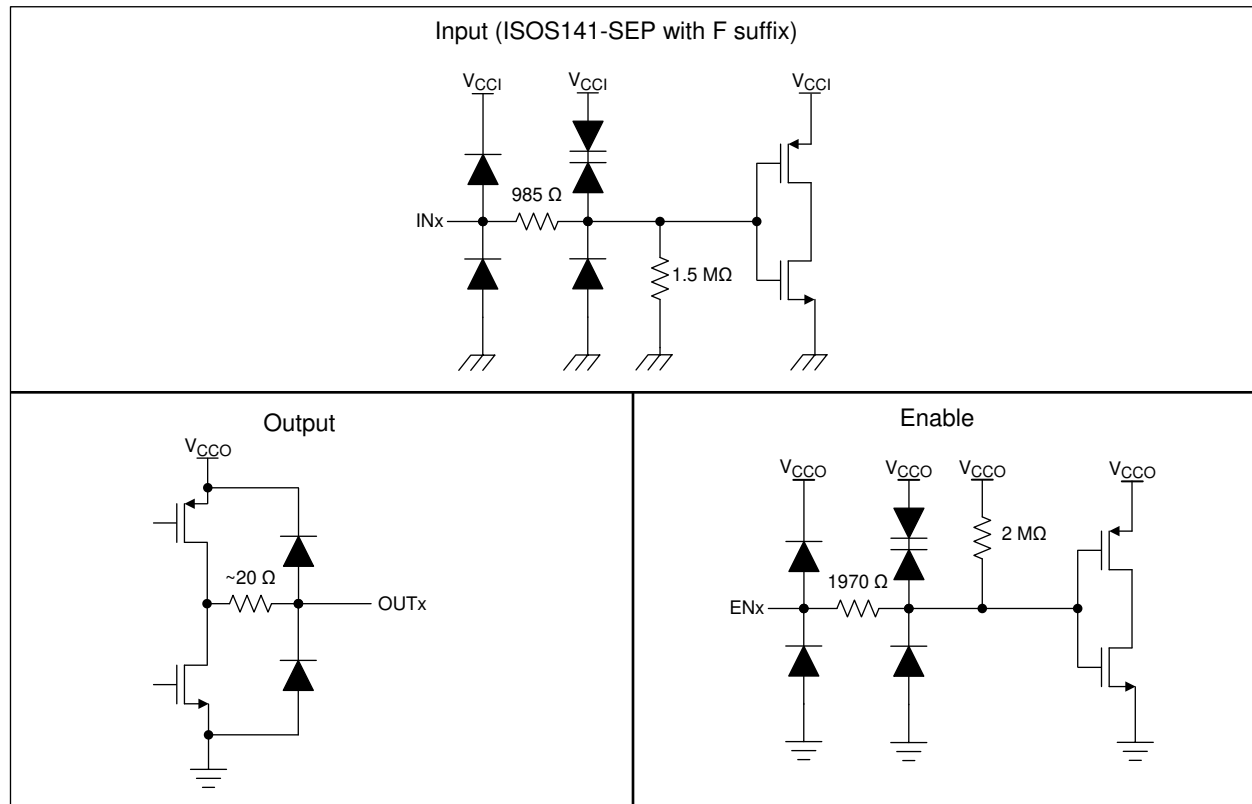 Input (ISOS141-SEP with F suffix)
VCCI VCCI VCCI
985 Ω
INx
1.5 MΩ
Output
VCCO
~20 Ω
OUTx
Enable
VCCO VCCO VCCO VCCO
2 MΩ
1970 Ω
ENx